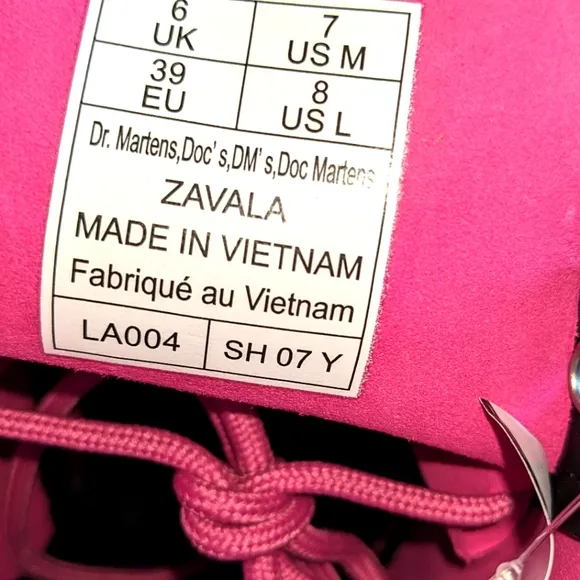 6 7
UK US M
39 8
EU US L
Dr. Martens,Doc's,DM's,Doc Martens
ZAVALA
MADE IN VIETNAM
Fabriqué au Vietnam
LA004 SH 07 Y